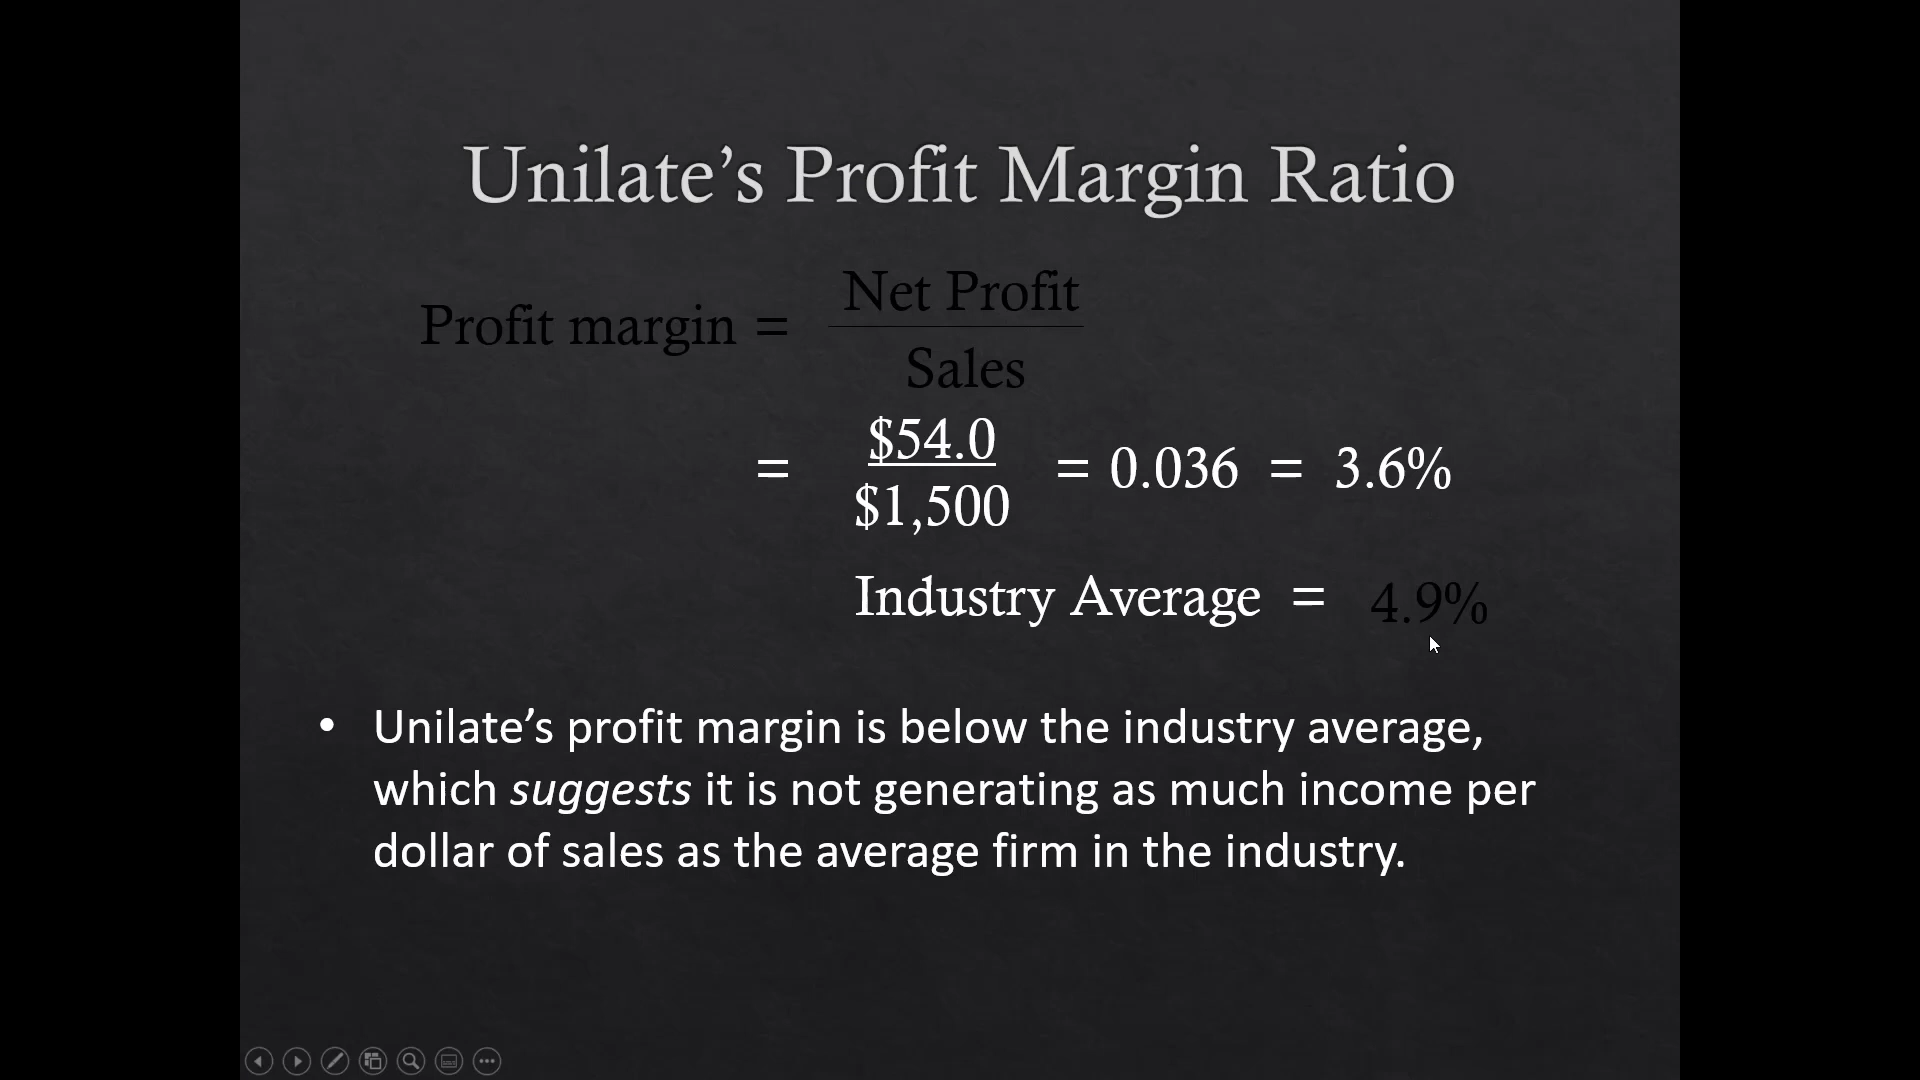 Unilate’s Profit Margin Ratio
Net Profit
Profit margin =
Sales
$54.0
= = 0.036 = 3.6%
$1,500
Industry Average = 4.9%
• Unilate’s profit margin is below the industry average,
which suggests it is not generating as much income per
dollar of sales as the average firm in the industry.